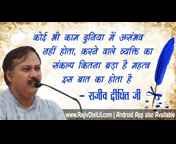 कोई भी काम दुनिया में असंभव
नहीं होता, करने वाले व्यक्ति का
संकल्प कितना बड़ा है महत्व
इस बात का होता है
- राजीव दीक्षित जी
www.RajivDixitJi.com | Android App also Available